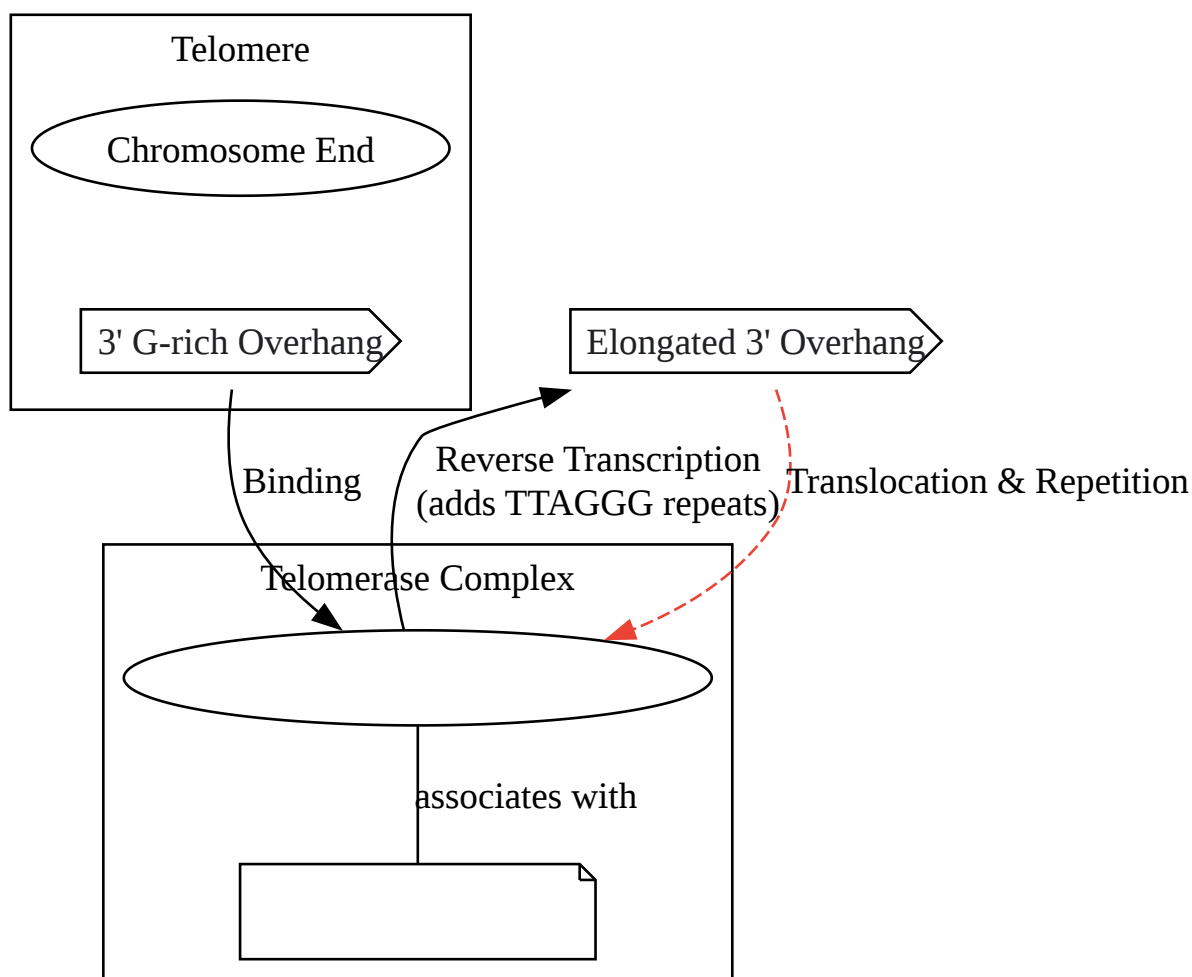 Telomere
Chromosome End
3' G-rich Overhang
Elongated 3' Overhang
Binding
Reverse Transcription
(adds TTAGGG repeats)
Translocation & Repetition
Telomerase Complex
associates with